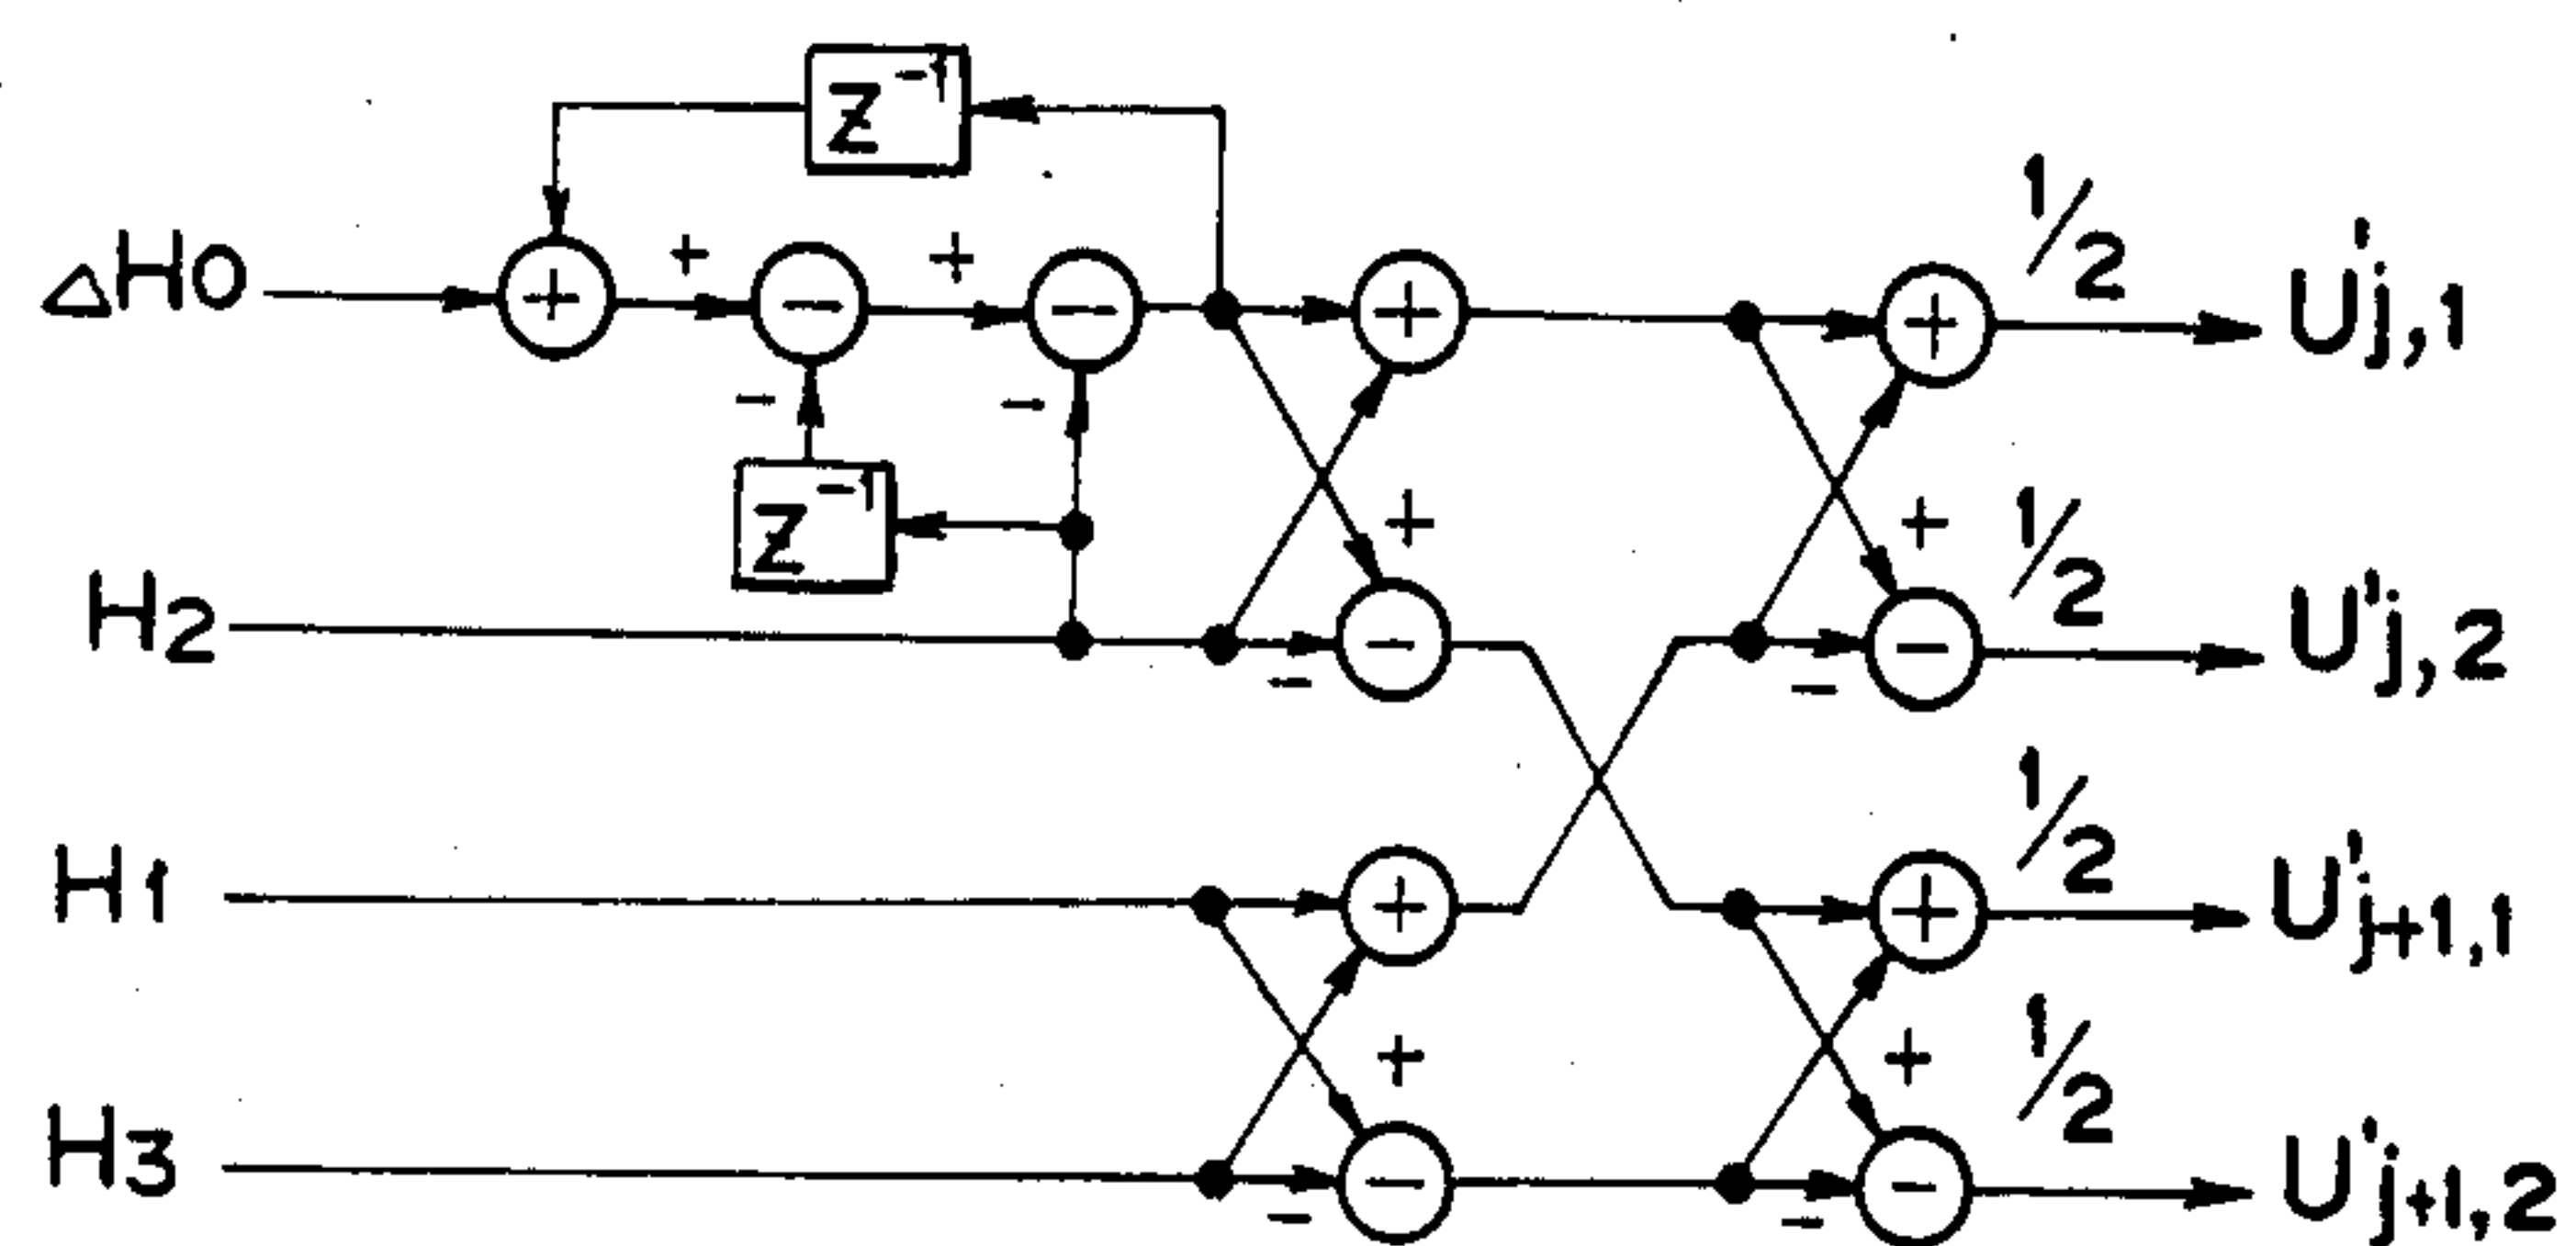 Z⁻¹
△H0
+
+
+
−
−
+
+
1/2
U'j,1
−
−
Z⁻¹
+
+
1/2
H2
−
−
U'j,2
−
−
1/2
H1
+
+
U'j+1,1
+
+
1/2
H3
−
−
U'j+1,2
−
−